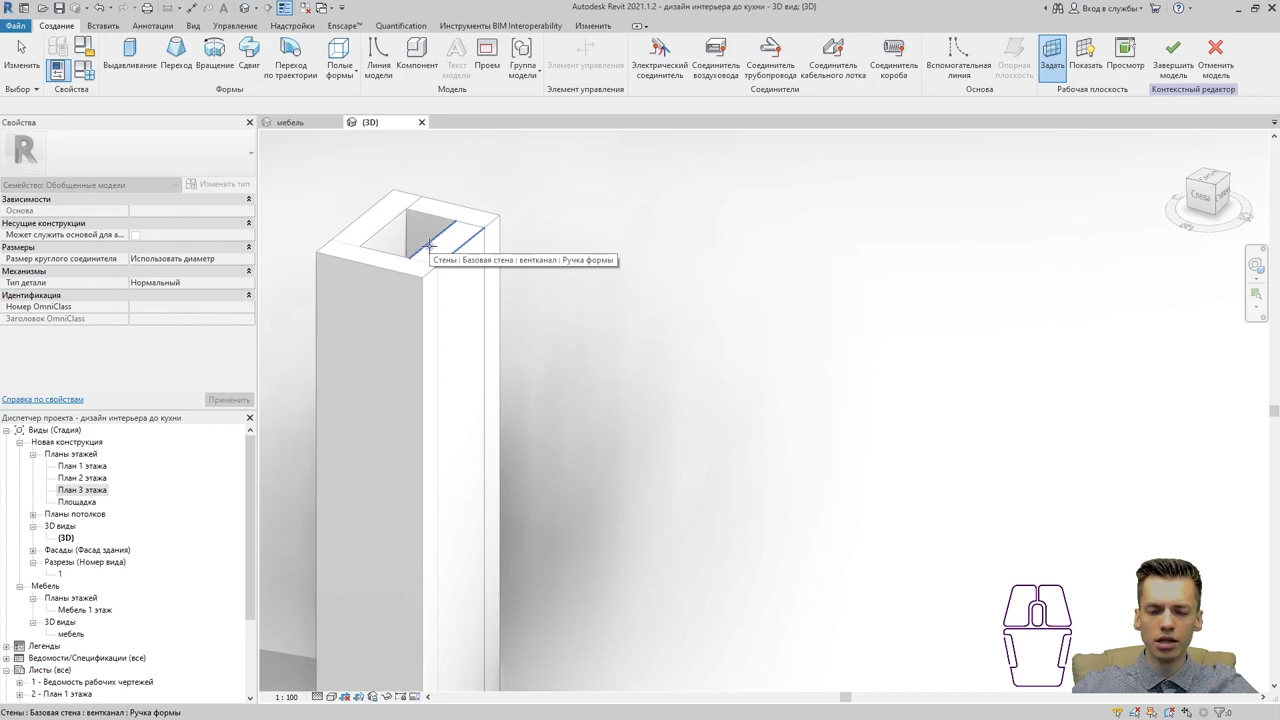 Autodesk Revit 2021.1.2 - дизайн интерьера до кухни - 3D вид: {3D}
Вход в службы
Файл Создание Вставить Аннотации Вид Управление Надстройки Enscape™ Quantification Инструменты BIM Interoperability Изменить
Изменить
Выдавливание
Переход
Вращение
Сдвиг
Переход по траектории
Полые формы
Линия модели
Компонент
Текст модели
Проем
Группа модели
Элемент управления
Электрический соединитель
Соединитель воздуховода
Соединитель трубопровода
Соединитель кабельного лотка
Соединитель короба
Вспомогательная линия
Опорная плоскость
Задать
Показать
Просмотр
Завершить модель
Отменить модель
Выбор Свойства Формы Модель Элемент управления Соединители Основа Рабочая плоскость Контекстный редактор
Свойства
мебель {3D}
R
Семейство: Обобщенные модели Изменить тип
Зависимости
Основа
Несущие конструкции
Может служить основой для а...
Размеры
Размер круглого соединителя Использовать диаметр
Механизмы
Тип детали Нормальный
Идентификация
Номер OmniClass
Заголовок OmniClass
Справка по свойствам Применить
Диспетчер проекта - дизайн интерьера до кухни
Виды (Стадия)
Новая конструкция
Планы этажей
План 1 этажа
План 2 этажа
План 3 этажа
Площадка
Планы потолков
3D виды
{3D}
Фасады (Фасад здания)
Разрезы (Номер вида)
1
Мебель
Планы этажей
Мебель 1 этаж
3D виды
мебель
Легенды
Ведомости/Спецификации (все)
Листы (все)
1 - Ведомость рабочих чертежей
2 - План 1 этажа
Стены : Базовая стена : вентканал : Ручка формы
Слева
1 : 100
Стены : Базовая стена : вентканал : Ручка формы
:0